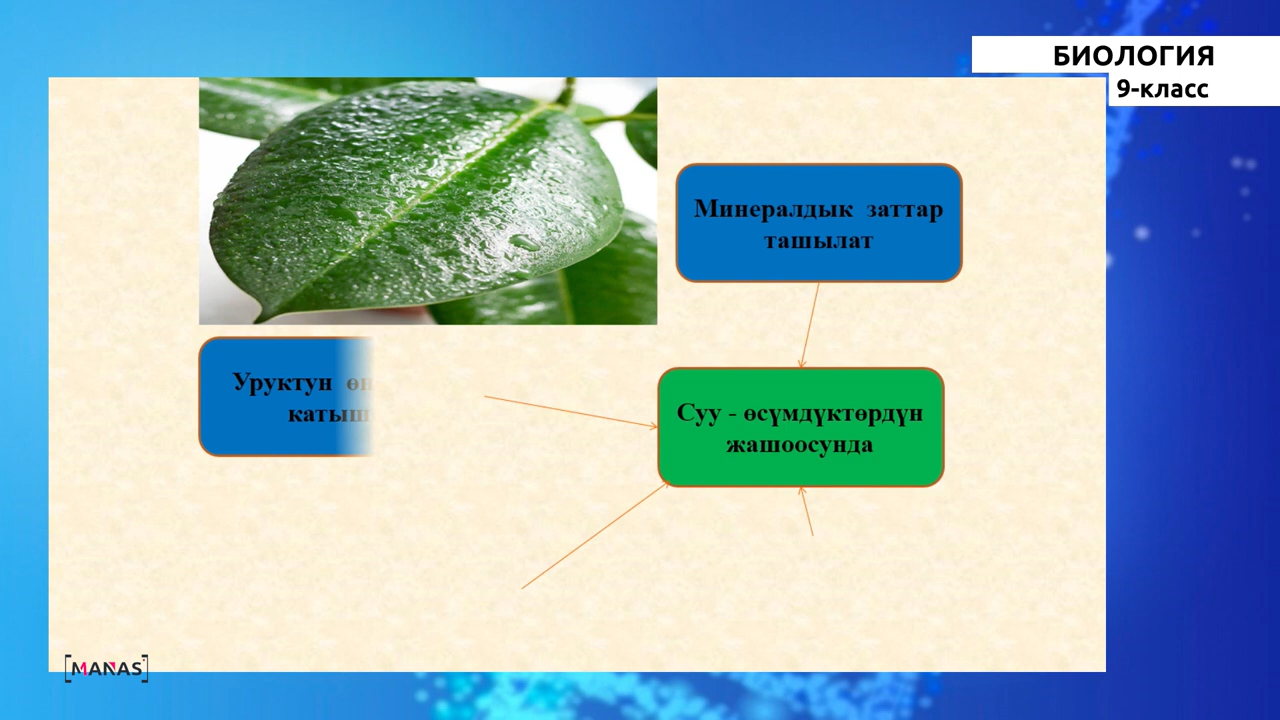 БИОЛОГИЯ
9-класс
Минералдык заттар
ташылат
Уруктун
Суу - өсүмдүктөрдүн
жашоосунда
[MANAS]